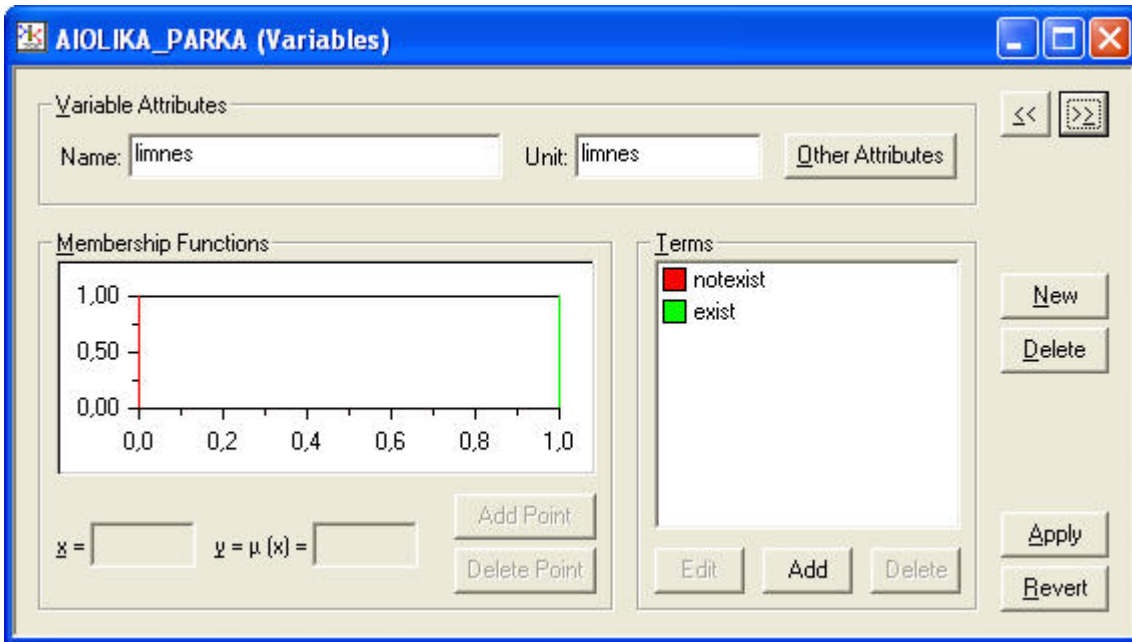 AIOLIKA_PARKA (Variables)
Variable Attributes
<< >>
Name: limnes Unit: limnes Other Attributes
Membership Functions
1,00
0,50
0,00
0,0 0,2 0,4 0,6 0,8 1,0
x = y = µ (x) =
Add Point
Delete Point
Terms
notexist
exist
Edit Add Delete
New
Delete
Apply
Revert